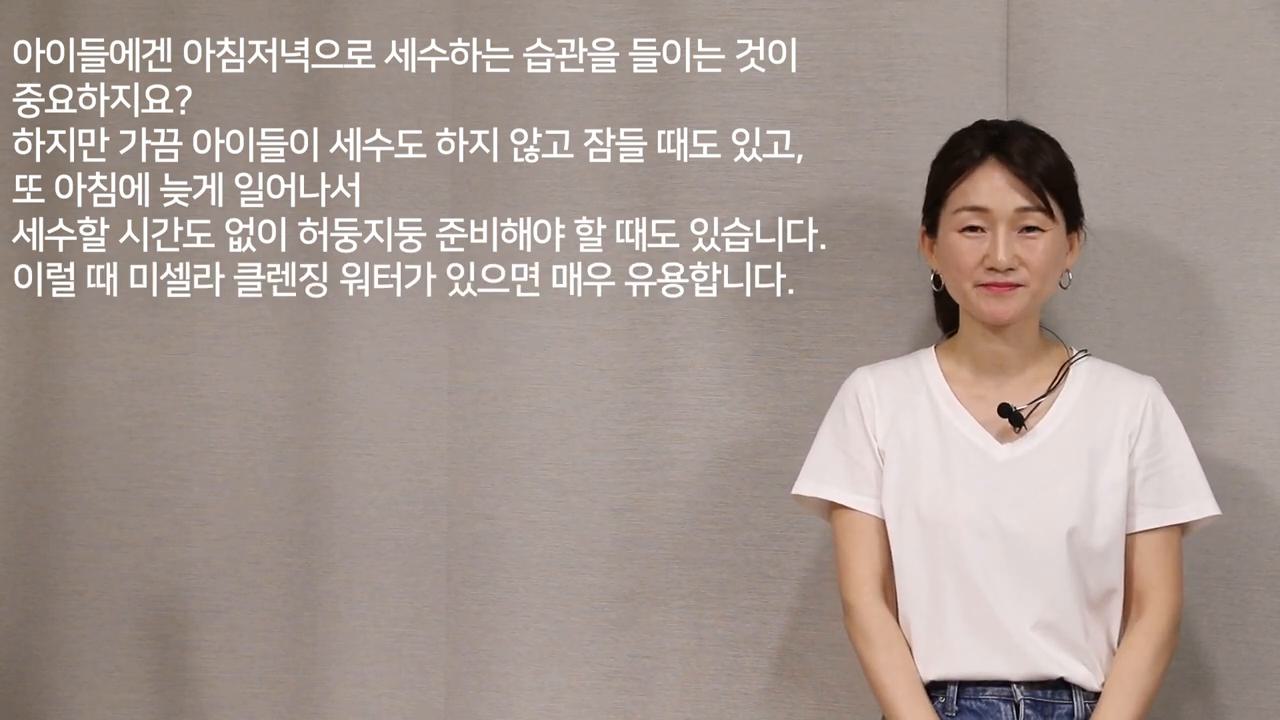 아이들에겐 아침저녁으로 세수하는 습관을 들이는 것이
중요하지요?
하지만 가끔 아이들이 세수도 하지 않고 잠들 때도 있고,
또 아침에 늦게 일어나서
세수할 시간도 없이 허둥지둥 준비해야 할 때도 있습니다.
이럴 때 미셀라 클렌징 워터가 있으면 매우 유용합니다.